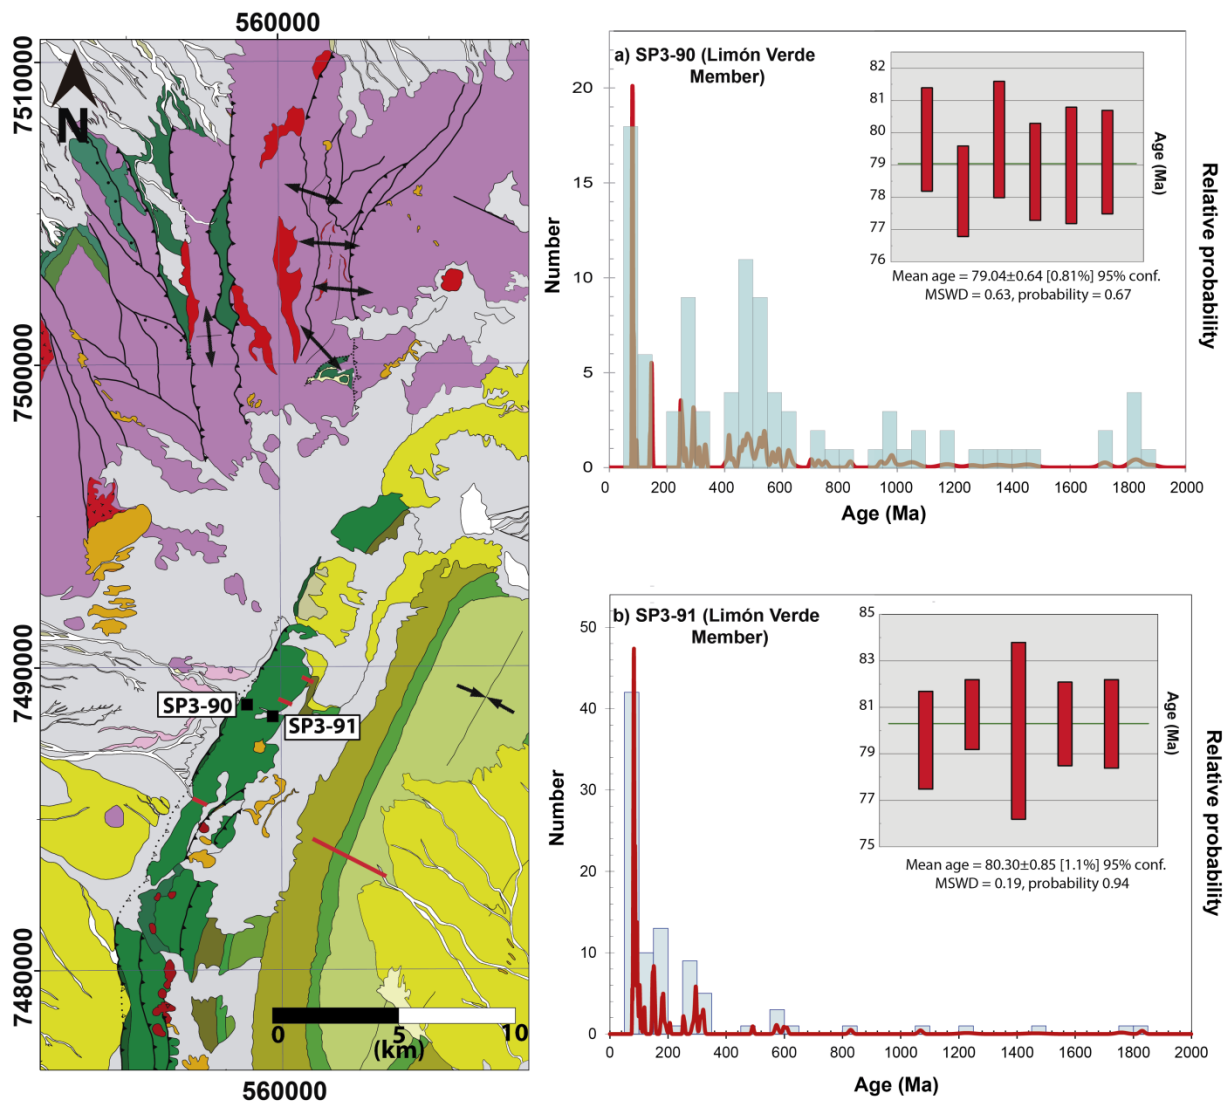 560000
7510000
7500000
7490000
7480000
N
SP3-90
SP3-91
0
5
10
(km)
560000
a) SP3-90 (Limón Verde
Member)
20
15
10
5
0
Number
0
200
400
600
800
1000
1200
1400
1600
1800
2000
Age (Ma)
Relative probability
82
81
80
79
78
77
76
Age (Ma)
Mean age = 79.04±0.64 [0.81%] 95% conf.
MSWD = 0.63, probability = 0.67
b) SP3-91 (Limón Verde
Member)
50
40
30
20
10
0
Number
0
200
400
600
800
1000
1200
1400
1600
1800
2000
Age (Ma)
Relative probability
85
83
81
79
77
75
Age (Ma)
Mean age = 80.30±0.85 [1.1%] 95% conf.
MSWD = 0.19, probability 0.94